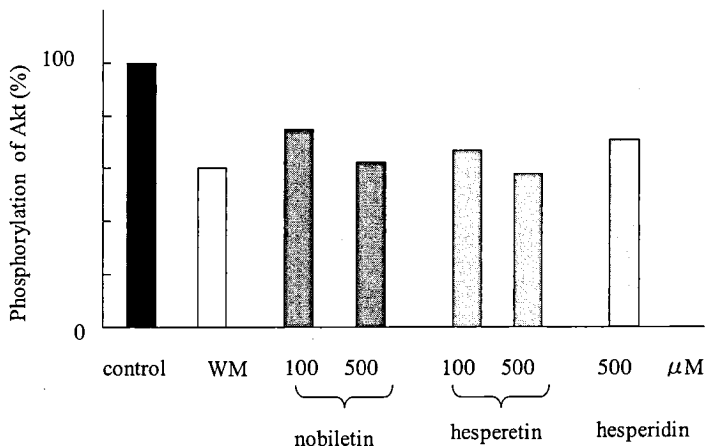 Phosphorylation of Akt (%)
100
0
control WM 100 500 100 500 500 μM
nobiletin hesperetin hesperidin